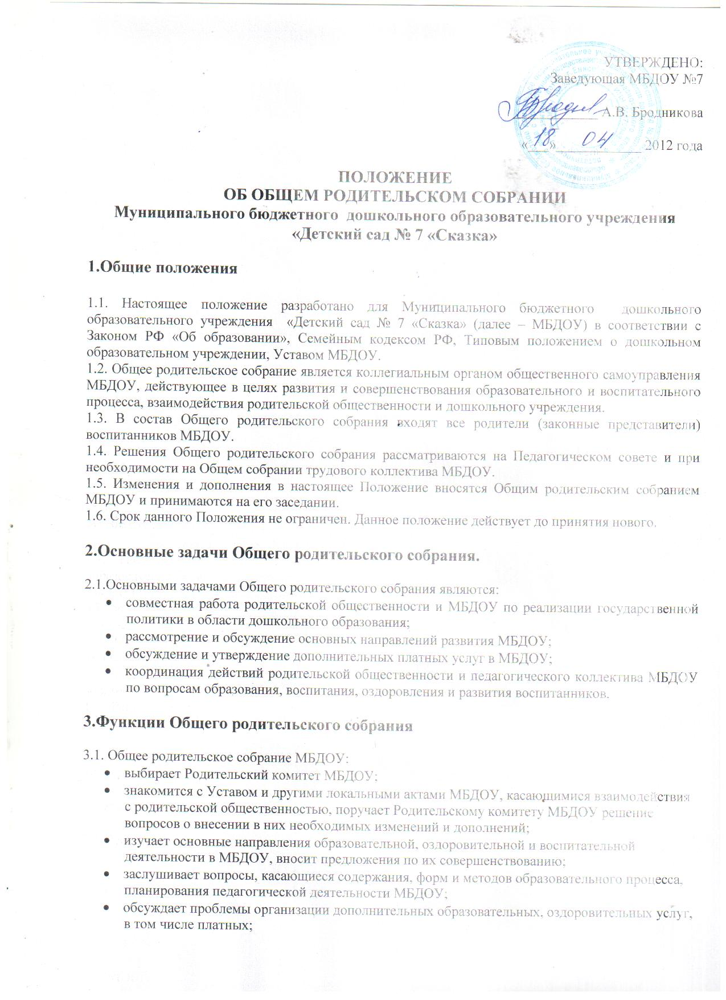 УТВЕРЖДЕНО:
Заведующая МБДОУ №7
А.В. Бродникова
«18» 04 2012 года
ПОЛОЖЕНИЕ
ОБ ОБЩЕМ РОДИТЕЛЬСКОМ СОБРАНИИ
Муниципального бюджетного дошкольного образовательного учреждения
«Детский сад № 7 «Сказка»
1.Общие положения
1.1. Настоящее положение разработано для Муниципального бюджетного дошкольного
образовательного учреждения «Детский сад № 7 «Сказка» (далее – МБДОУ) в соответствии с
Законом РФ «Об образовании», Семейным кодексом РФ, Типовым положением о дошкольном
образовательном учреждении, Уставом МБДОУ.
1.2. Общее родительское собрание является коллегиальным органом общественного самоуправления
МБДОУ, действующее в целях развития и совершенствования образовательного и воспитательного
процесса, взаимодействия родительской общественности и дошкольного учреждения.
1.3. В состав Общего родительского собрания входят все родители (законные представители)
воспитанников МБДОУ.
1.4. Решения Общего родительского собрания рассматриваются на Педагогическом совете и при
необходимости на Общем собрании трудового коллектива МБДОУ.
1.5. Изменения и дополнения в настоящее Положение вносятся Общим родительским собранием
МБДОУ и принимаются на его заседании.
1.6. Срок данного Положения не ограничен. Данное положение действует до принятия нового.
2.Основные задачи Общего родительского собрания.
2.1.Основными задачами Общего родительского собрания являются:
• совместная работа родительской общественности и МБДОУ по реализации государственной
политики в области дошкольного образования;
• рассмотрение и обсуждение основных направлений развития МБДОУ;
• обсуждение и утверждение дополнительных платных услуг в МБДОУ;
• координация действий родительской общественности и педагогического коллектива МБДОУ
по вопросам образования, воспитания, оздоровления и развития воспитанников.
3.Функции Общего родительского собрания
3.1. Общее родительское собрание МБДОУ:
• выбирает Родительский комитет МБДОУ;
• знакомится с Уставом и другими локальными актами МБДОУ, касающимися взаимодействия
с родительской общественностью, поручает Родительскому комитету МБДОУ решение
вопросов о внесении в них необходимых изменений и дополнений;
• изучает основные направления образовательной, оздоровительной и воспитательной
деятельности в МБДОУ, вносит предложения по их совершенствованию;
• заслушивает вопросы, касающиеся содержания, форм и методов образовательного процесса,
планирования педагогической деятельности МБДОУ;
• обсуждает проблемы организации дополнительных образовательных, оздоровительных услуг,
в том числе платных;